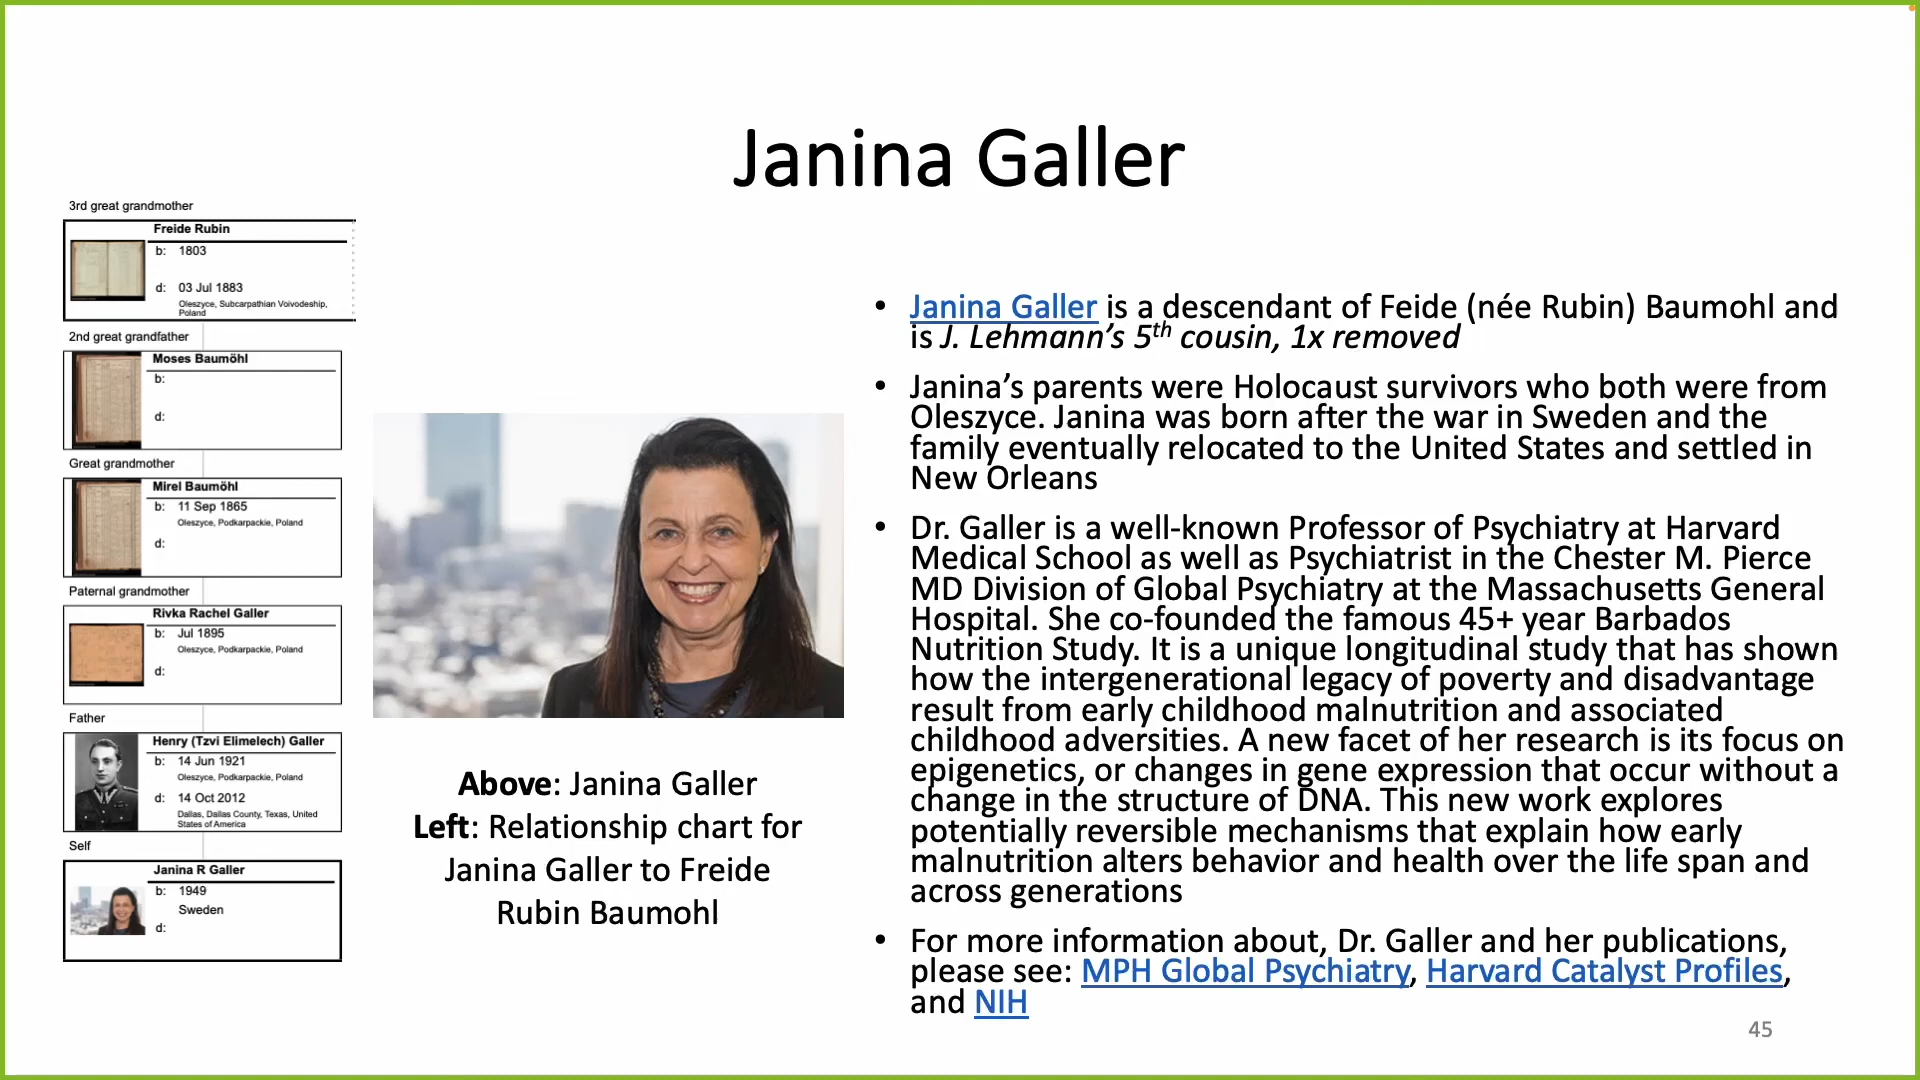 Janina Galler
3rd great grandmother
Freide Rubin
b: 1803
d: 03 Jul 1883
Oleszyce, Subcarpathian Voivodeship,
Poland
2nd great grandfather
Moses Baumöhl
b:
d:
Great grandmother
Mirel Baumöhl
b: 11 Sep 1865
Oleszyce, Podkarpackie, Poland
d:
Paternal grandmother
Rivka Rachel Galler
b: Jul 1895
Oleszyce, Podkarpackie, Poland
d:
Father
Henry (Tzvi Elimelech) Galler
b: 14 Jun 1921
Oleszyce, Podkarpackie, Poland
d: 14 Oct 2012
Dallas, Dallas County, Texas, United
States of America
Self
Janina R Galler
b: 1949
Sweden
d:
Above: Janina Galler
Left: Relationship chart for
Janina Galler to Freide
Rubin Baumohl
• Janina Galler is a descendant of Feide (née Rubin) Baumohl and
is J. Lehmann’s 5th cousin, 1x removed
• Janina’s parents were Holocaust survivors who both were from
Oleszyce. Janina was born after the war in Sweden and the
family eventually relocated to the United States and settled in
New Orleans
• Dr. Galler is a well-known Professor of Psychiatry at Harvard
Medical School as well as Psychiatrist in the Chester M. Pierce
MD Division of Global Psychiatry at the Massachusetts General
Hospital. She co-founded the famous 45+ year Barbados
Nutrition Study. It is a unique longitudinal study that has shown
how the intergenerational legacy of poverty and disadvantage
result from early childhood malnutrition and associated
childhood adversities. A new facet of her research is its focus on
epigenetics, or changes in gene expression that occur without a
change in the structure of DNA. This new work explores
potentially reversible mechanisms that explain how early
malnutrition alters behavior and health over the life span and
across generations
• For more information about, Dr. Galler and her publications,
please see: MPH Global Psychiatry, Harvard Catalyst Profiles,
and NIH
45